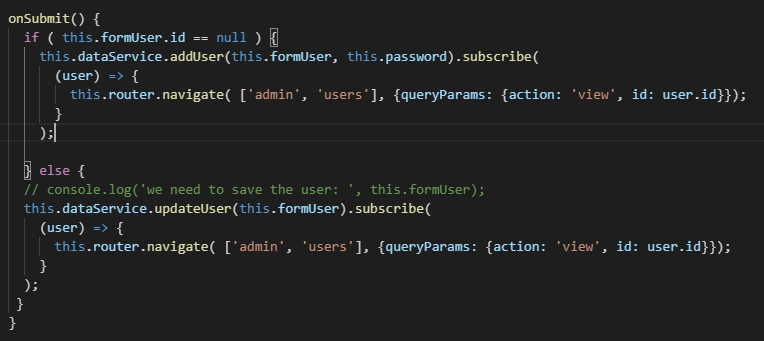 onSubmit() {
  if ( this.formUser.id == null ) {
    this.dataService.addUser(this.formUser, this.password).subscribe(
      (user) => {
        this.router.navigate( ['admin', 'users'], {queryParams: {action: 'view', id: user.id}});
      }
    );

  } else {
  // console.log('we need to save the user: ', this.formUser);
  this.dataService.updateUser(this.formUser).subscribe(
    (user) => {
      this.router.navigate( ['admin', 'users'], {queryParams: {action: 'view', id: user.id}});
    }
  );
 }
}